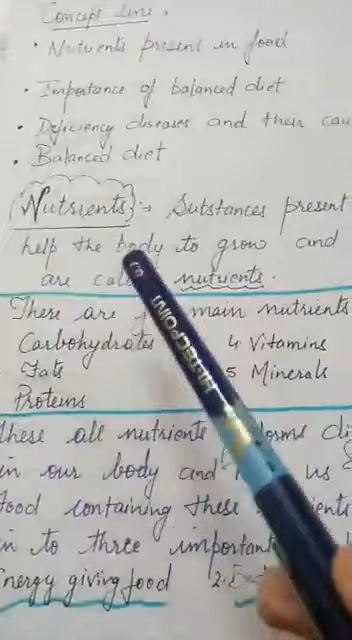 Concept line.
• Nutrients present in food
• Importance of balanced diet
• Deficiency diseases and their cau
• Balanced diet
Nutrients :→ Substances present
help the body to grow and
are nutrients.
There are main nutrients
Carbohydrates 4 Vitamins
Fats 5 Minerals
Proteins
These all nutrients
in our body and us
food containing these
in to three important
Energy giving food 2.